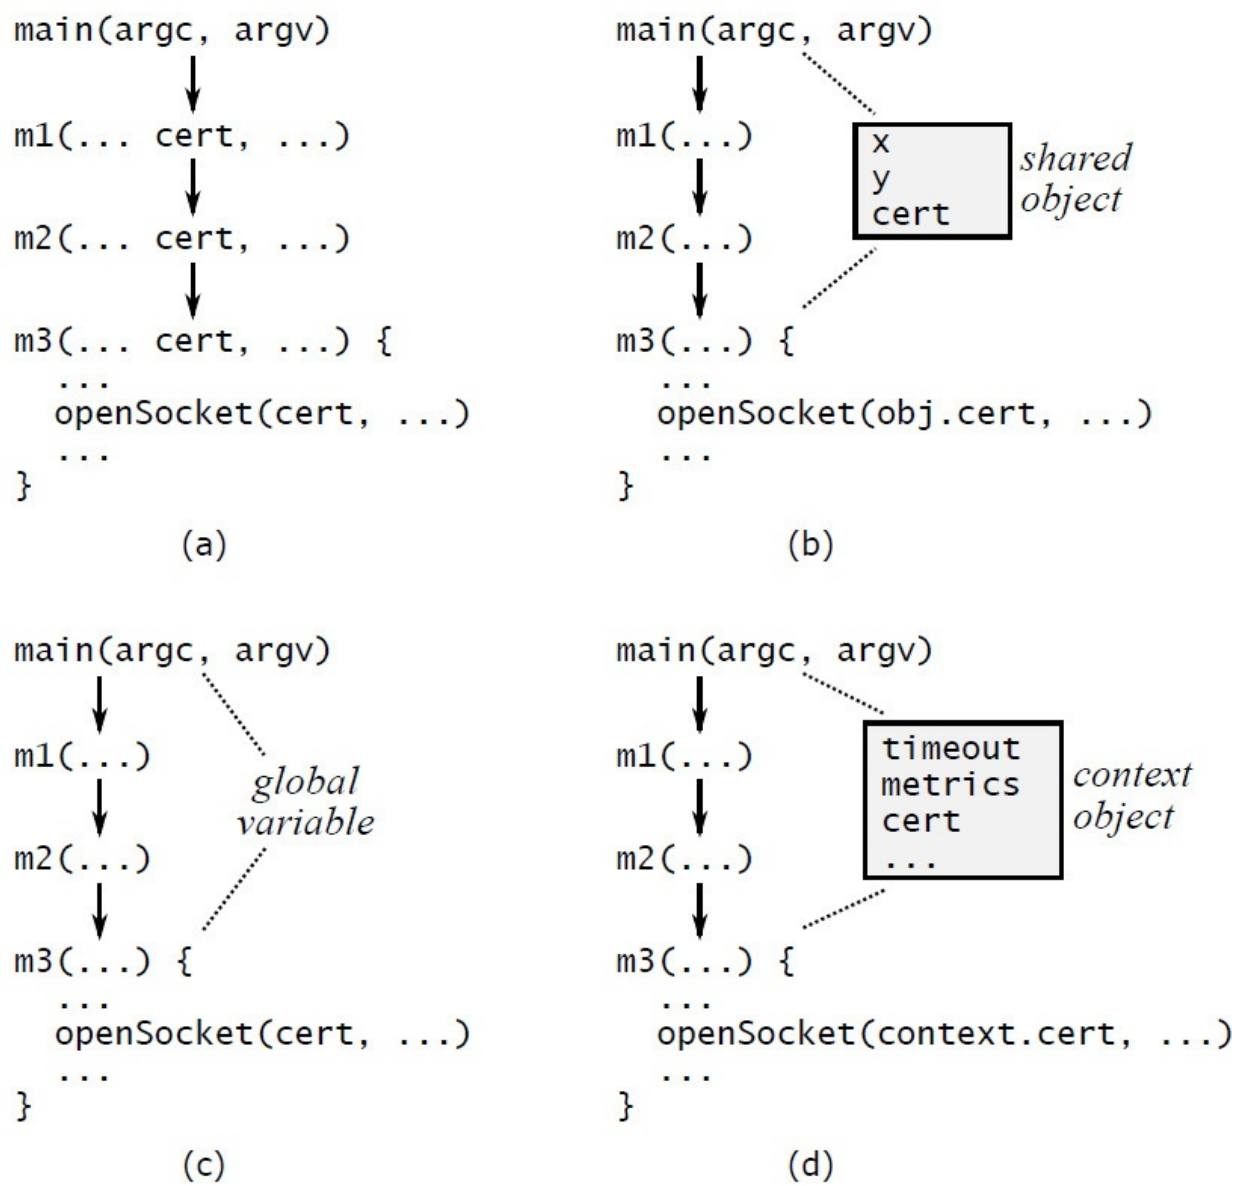 main(argc, argv)
m1(... cert, ...)
m2(... cert, ...)
m3(... cert, ...) {
...
openSocket(cert, ...)
...
}
(a)
main(argc, argv)
m1(...)
x
y
cert
shared
object
m2(...)
m3(...) {
...
openSocket(obj.cert, ...)
...
}
(b)
main(argc, argv)
m1(...)
global
variable
m2(...)
m3(...) {
...
openSocket(cert, ...)
...
}
(c)
main(argc, argv)
m1(...)
timeout
metrics
cert
...
context
object
m2(...)
m3(...) {
...
openSocket(context.cert, ...)
...
}
(d)